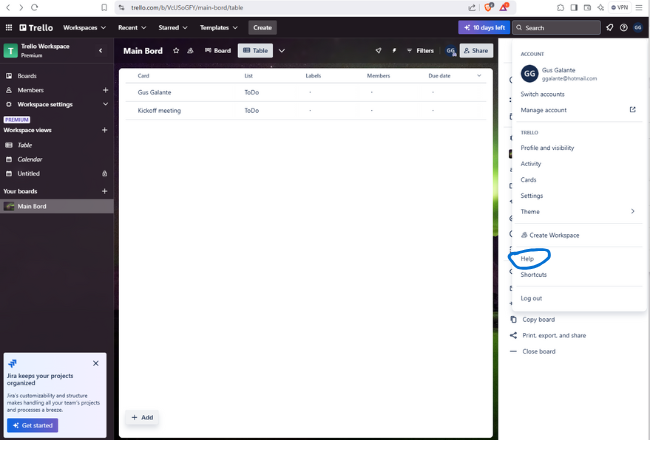 trello.com/b/VcLlSoGFY/main-bord/table
VPN
Trello
Workspaces
Recent
Starred
Templates
Create
10 days left
Search
GG
Trello Workspace
Premium
Main Bord
Board
Table
Filters
GG
Share
Boards
Members
Workspace settings
PREMIUM
Workspace views
Table
Calendar
Untitled
Your boards
Main Bord
Card List Labels Members Due date
Gus Galante ToDo - - -
Kickoff meeting ToDo - - -
+ Add
Jira keeps your projects
organized
Jira's customizability and structure
makes handling all your team's projects
and processes a breeze.
Get started
ACCOUNT
GG
Gus Galante
ggalante@hotmail.com
Switch accounts
Manage account
TRELLO
Profile and visibility
Activity
Cards
Settings
Theme
Create Workspace
Help
Shortcuts
Log out
Copy board
Print, export, and share
Close board